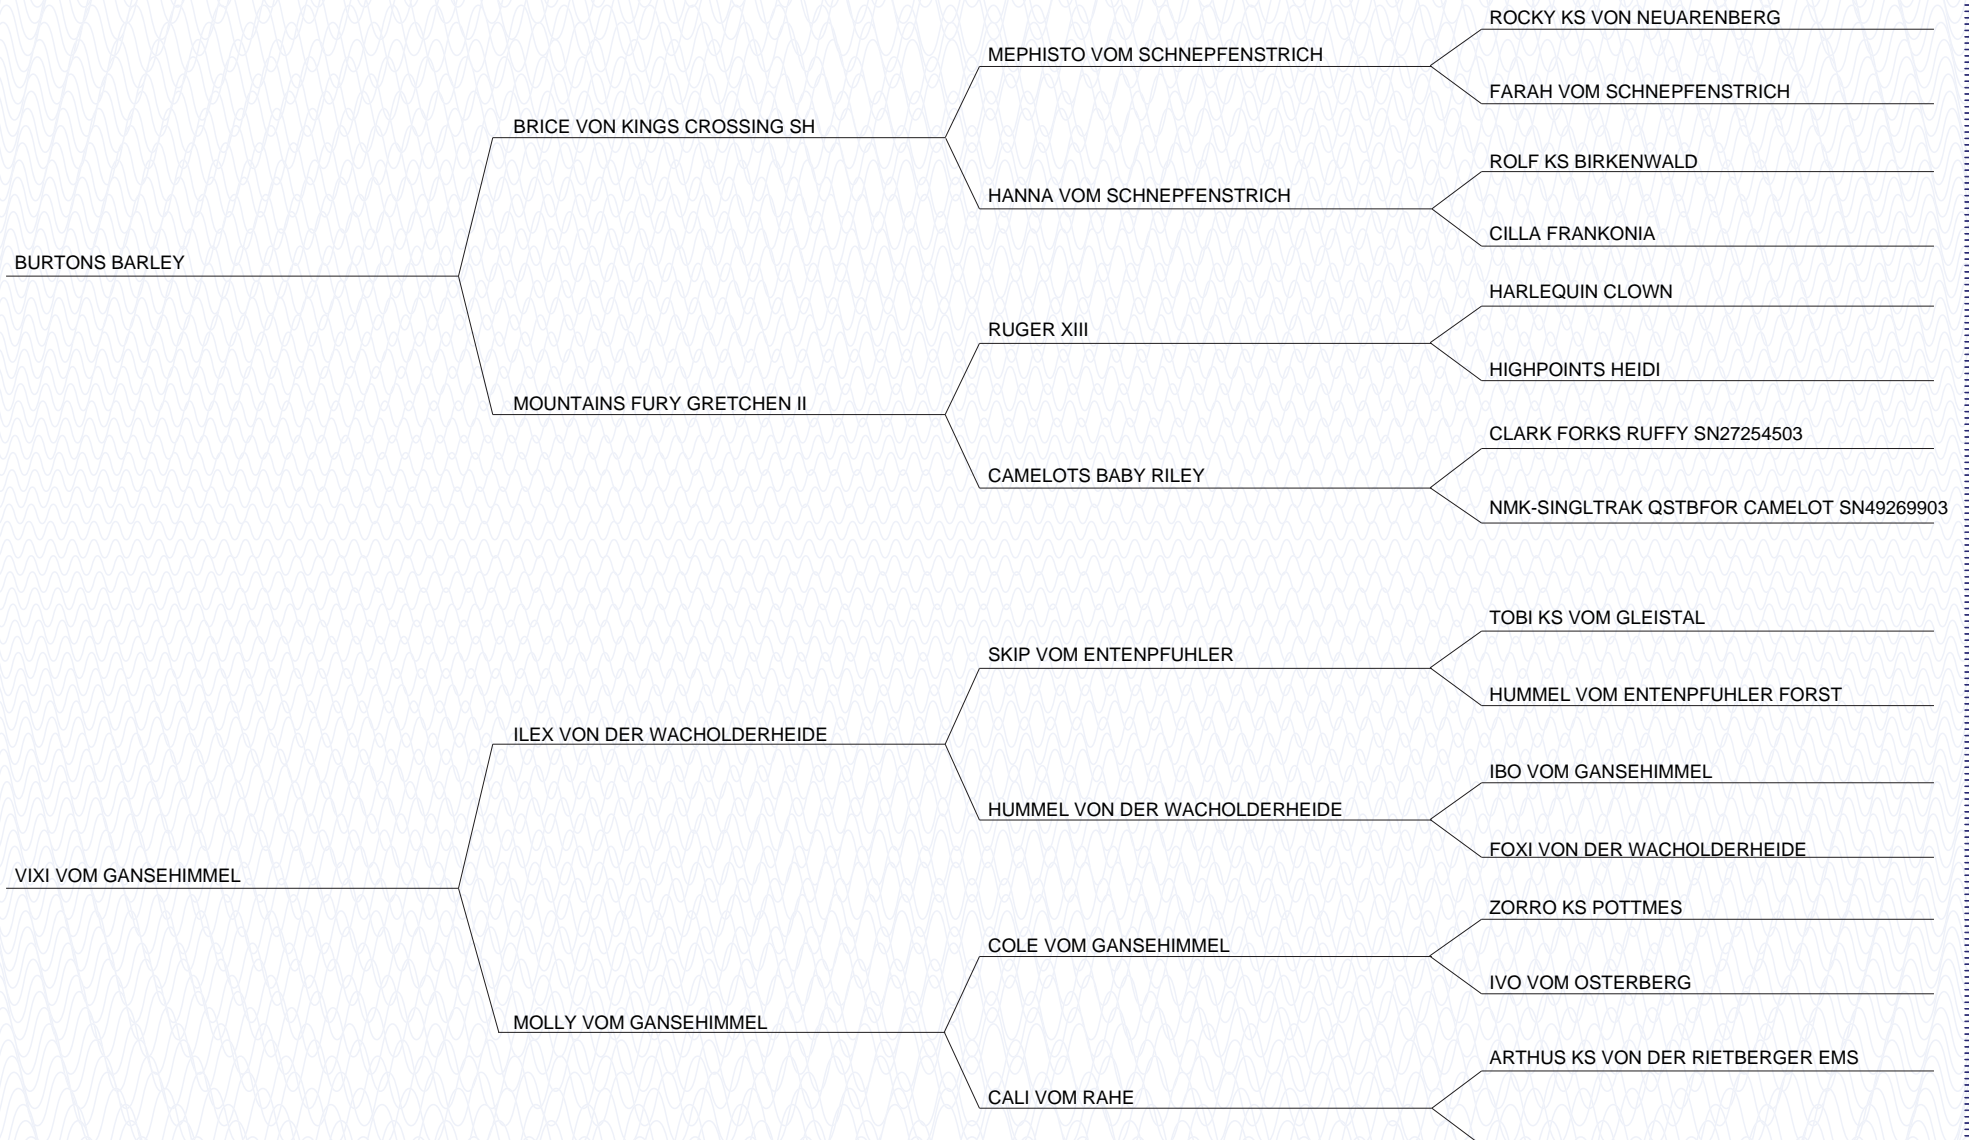 ROCKY KS VON NEUARENBERG
MEPHISTO VOM SCHNEPFENSTRICH
FARAH VOM SCHNEPFENSTRICH
BRICE VON KINGS CROSSING SH
ROLF KS BIRKENWALD
HANNA VOM SCHNEPFENSTRICH
CILLA FRANKONIA
BURTONS BARLEY
HARLEQUIN CLOWN
RUGER XIII
HIGHPOINTS HEIDI
MOUNTAINS FURY GRETCHEN II
CLARK FORKS RUFFY SN27254503
CAMELOTS BABY RILEY
NMK-SINGLTRAK QSTBFOR CAMELOT SN49269903
TOBI KS VOM GLEISTAL
SKIP VOM ENTENPFUHLER
HUMMEL VOM ENTENPFUHLER FORST
ILEX VON DER WACHOLDERHEIDE
IBO VOM GANSEHIMMEL
HUMMEL VON DER WACHOLDERHEIDE
FOXI VON DER WACHOLDERHEIDE
VIXI VOM GANSEHIMMEL
ZORRO KS POTTMES
COLE VOM GANSEHIMMEL
IVO VOM OSTERBERG
MOLLY VOM GANSEHIMMEL
ARTHUS KS VON DER RIETBERGER EMS
CALI VOM RAHE